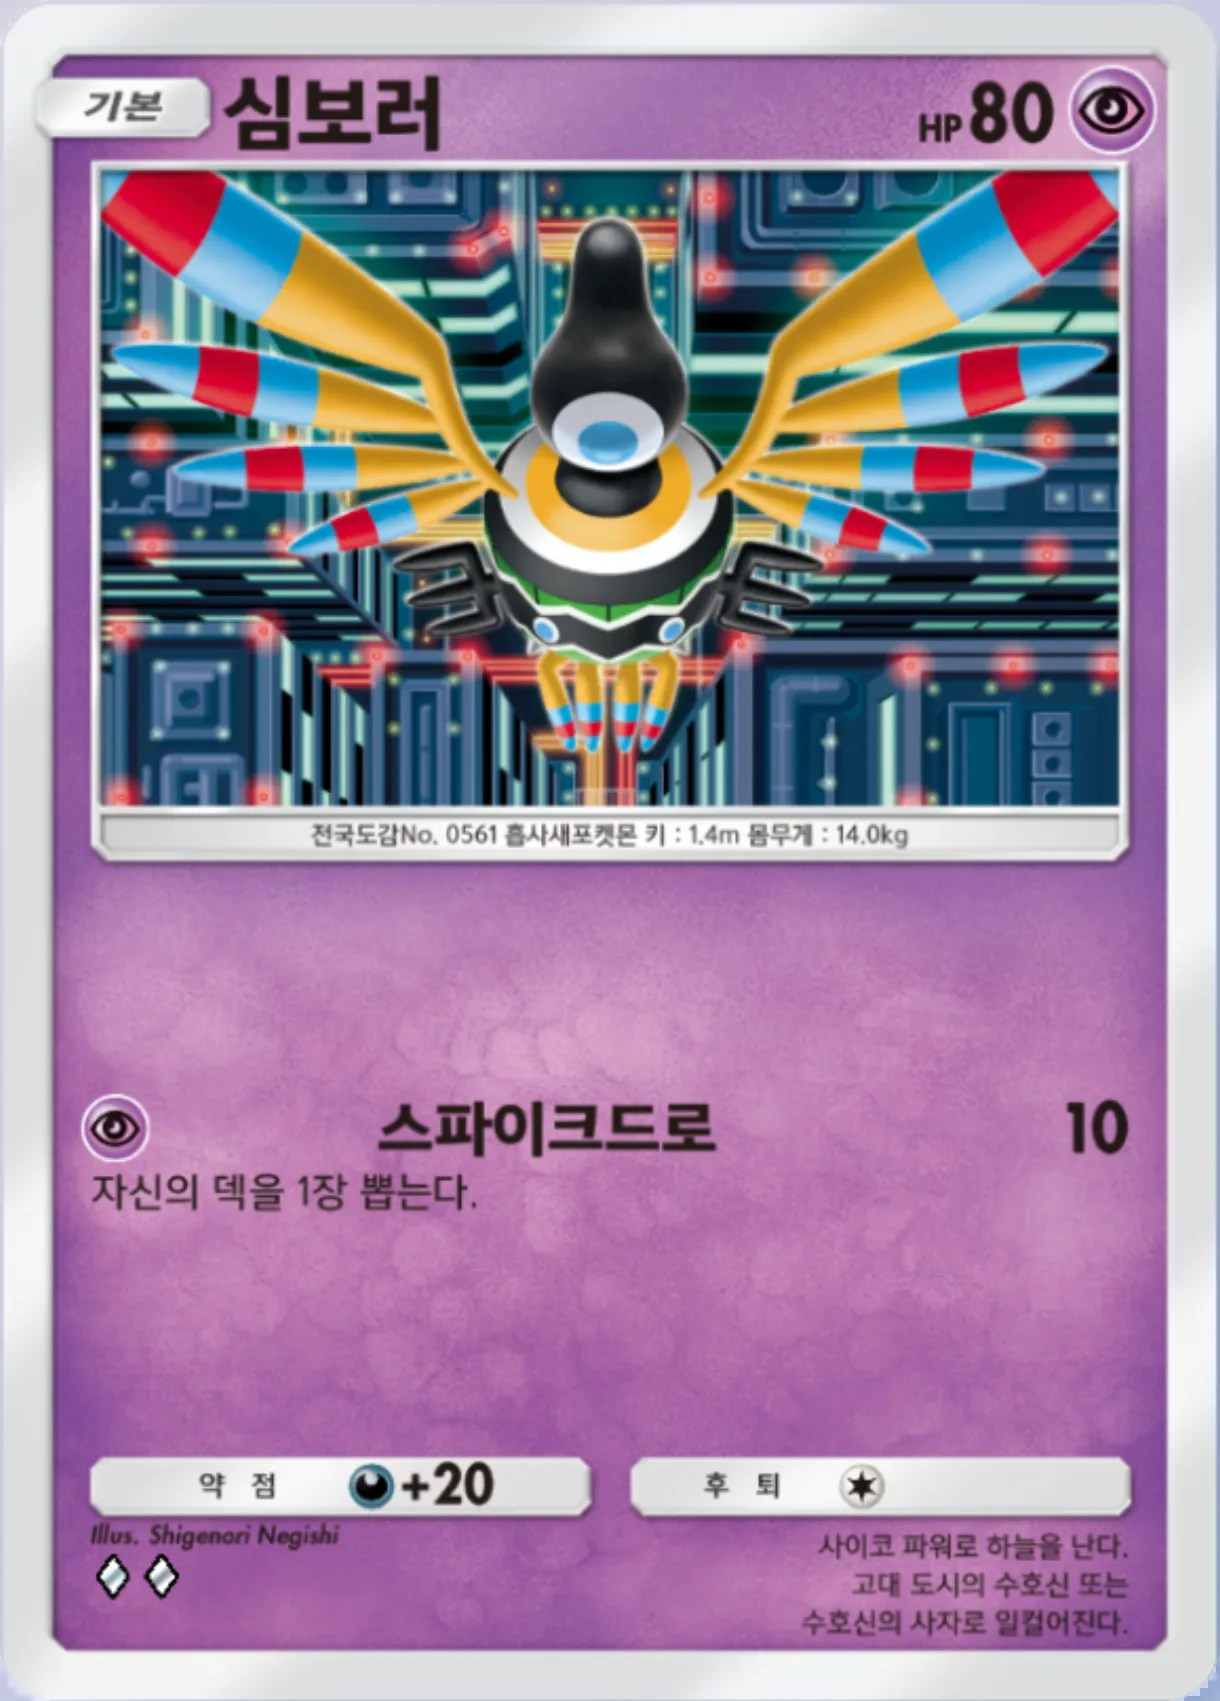 기본 심보러 HP 80
전국도감No. 0561 흡사새포켓몬 키 : 1.4m 몸무게 : 14.0kg
스파이크드로 10
자신의 덱을 1장 뽑는다.
약 점 +20 후 퇴
Illus. Shigenori Negishi
사이코 파워로 하늘을 난다.
고대 도시의 수호신 또는
수호신의 사자로 일컬어진다.